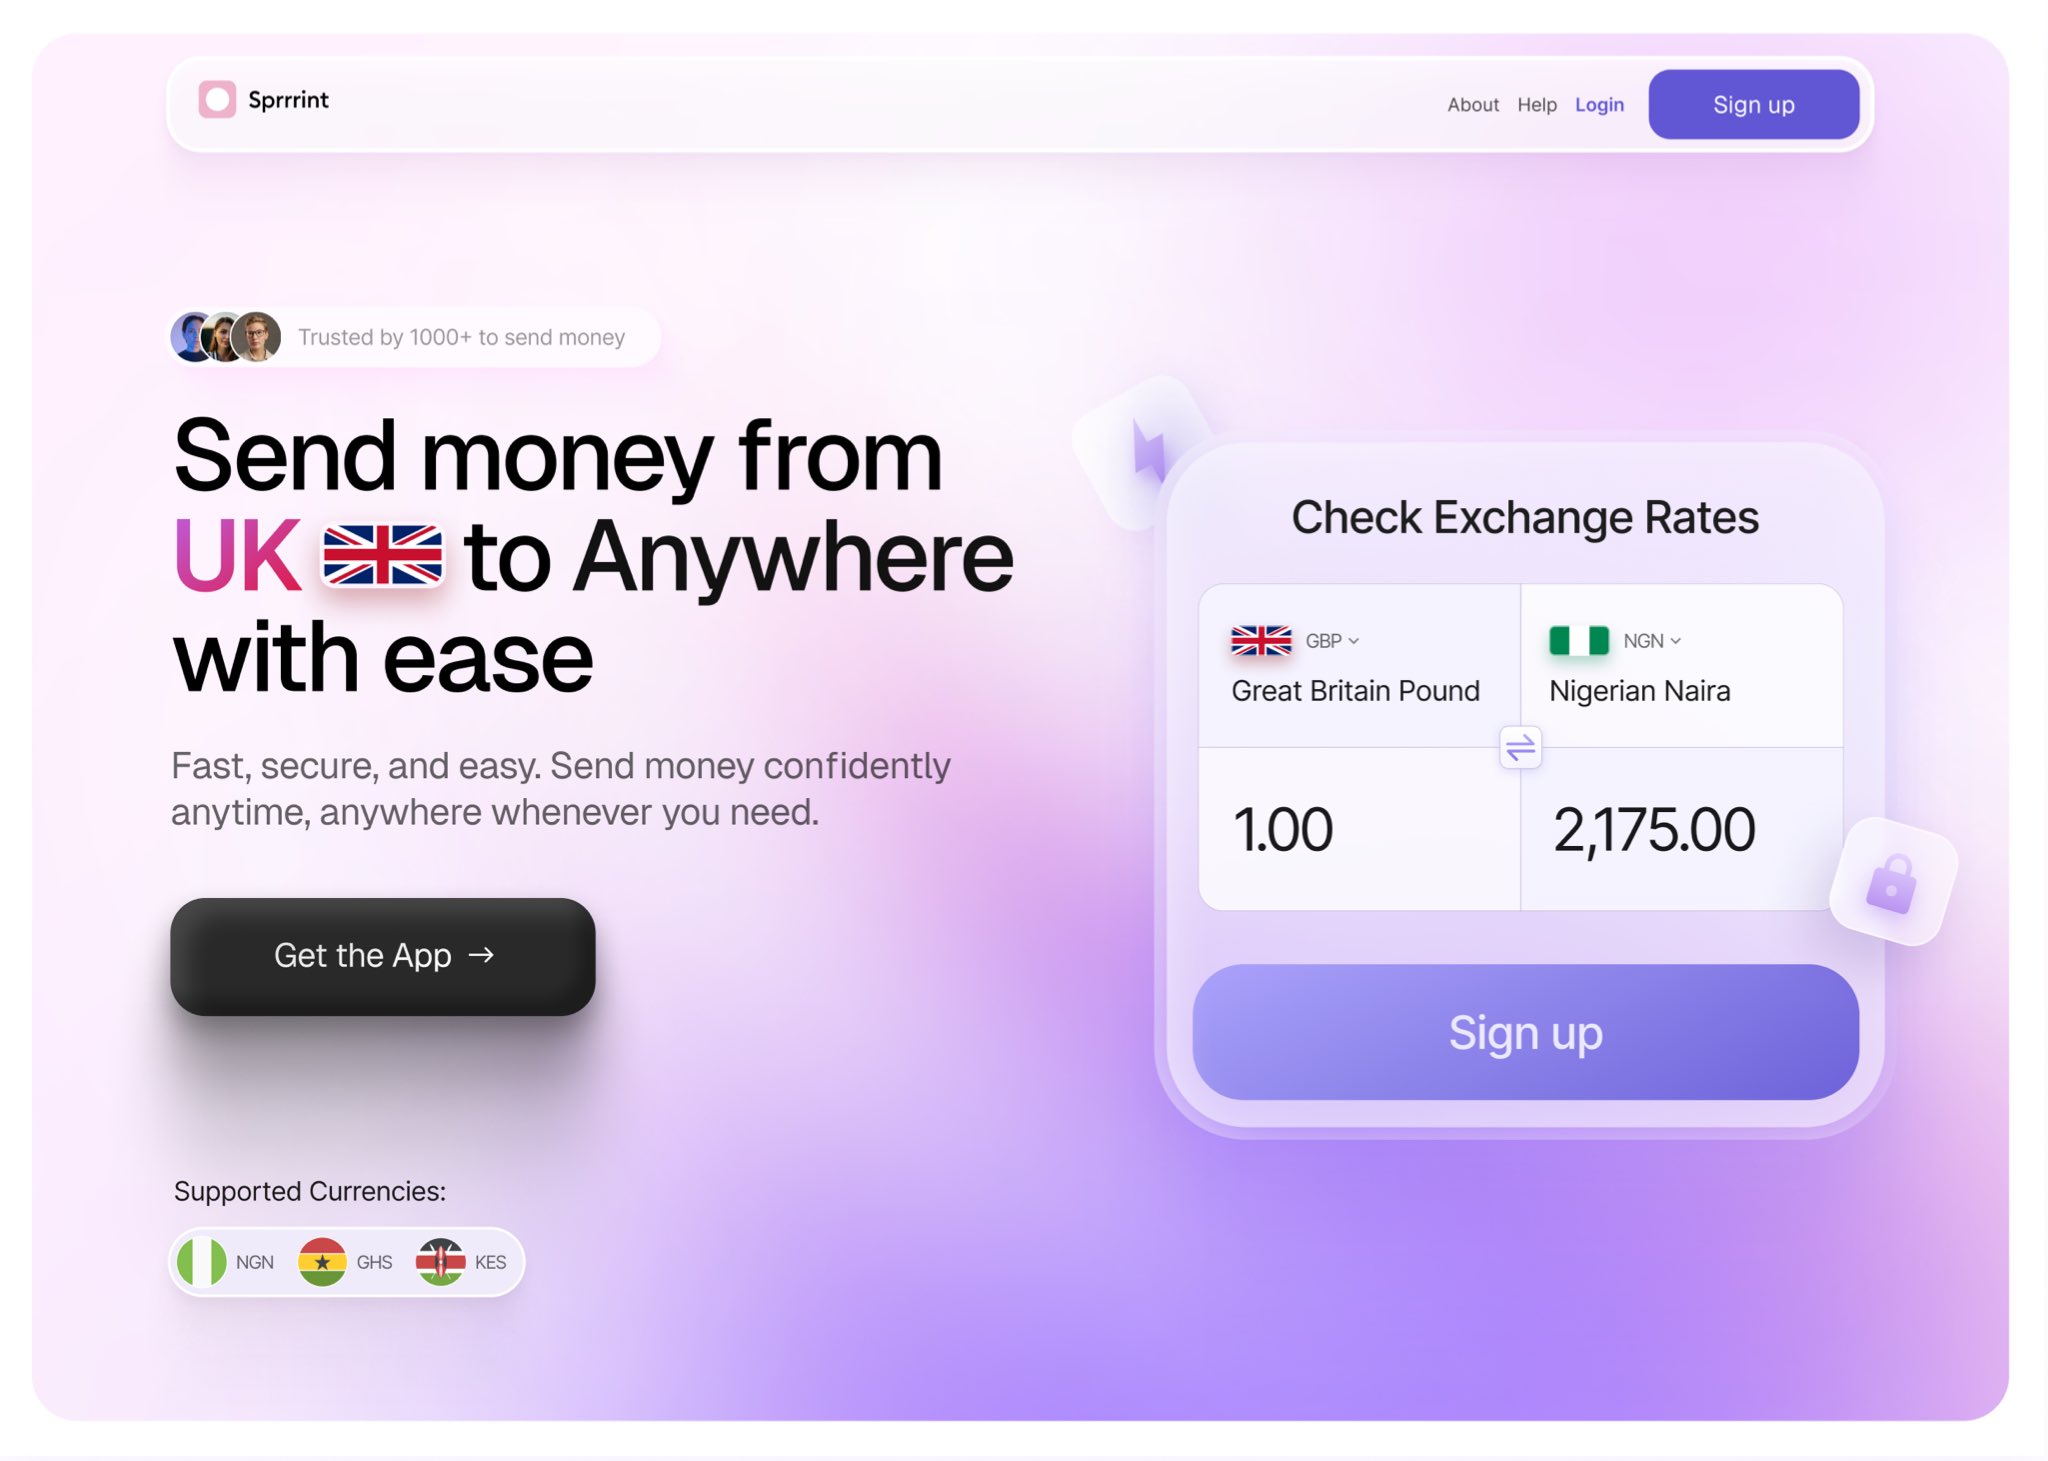 Sprrrint
About Help Login Sign up
Trusted by 1000+ to send money
Send money from
UK to Anywhere
with ease
Fast, secure, and easy. Send money confidently
anytime, anywhere whenever you need.
Get the App →
Supported Currencies:
NGN GHS KES
Check Exchange Rates
GBP NGN
Great Britain Pound Nigerian Naira
1.00 2,175.00
Sign up